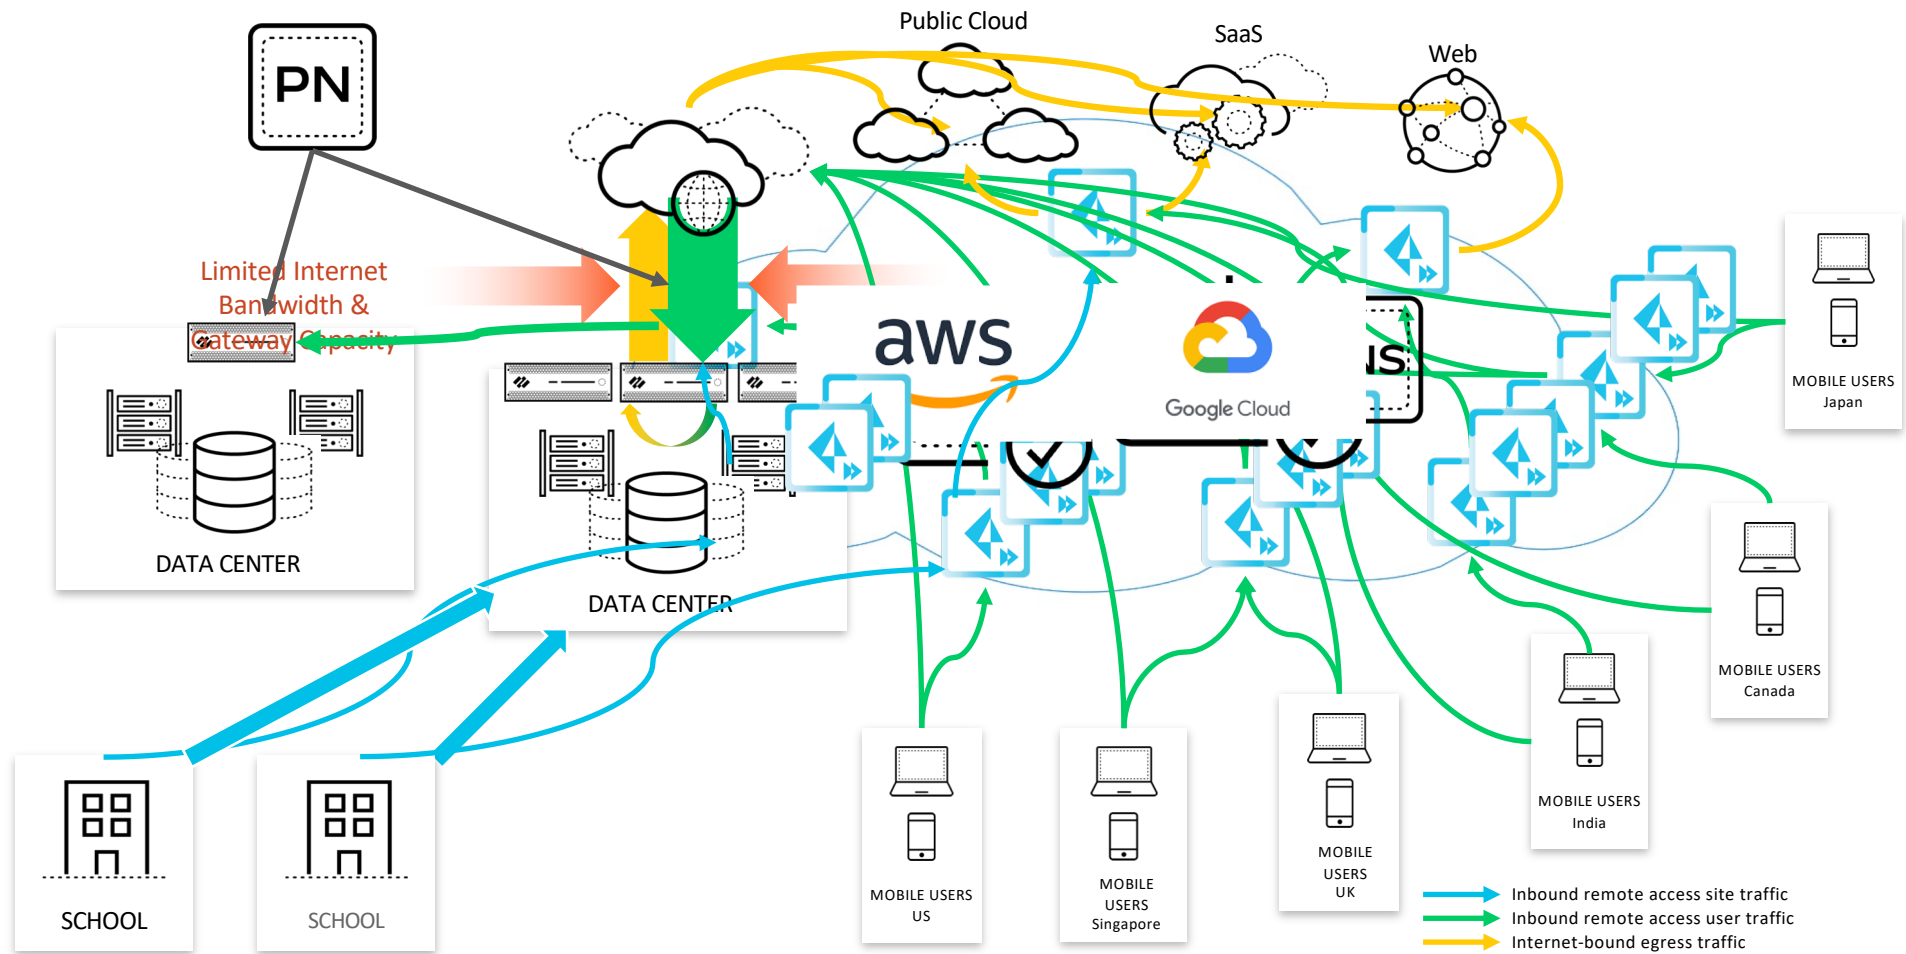 Public Cloud
SaaS
Web
PN
Limited Internet
Bandwidth &
Gateway Capacity
aws
Google Cloud
NS
MOBILE USERS
Japan
DATA CENTER
DATA CENTER
MOBILE USERS
Canada
MOBILE USERS
India
MOBILE
USERS
UK
MOBILE USERS
US
MOBILE
USERS
Singapore
SCHOOL
SCHOOL
Inbound remote access site traffic
Inbound remote access user traffic
Internet-bound egress traffic